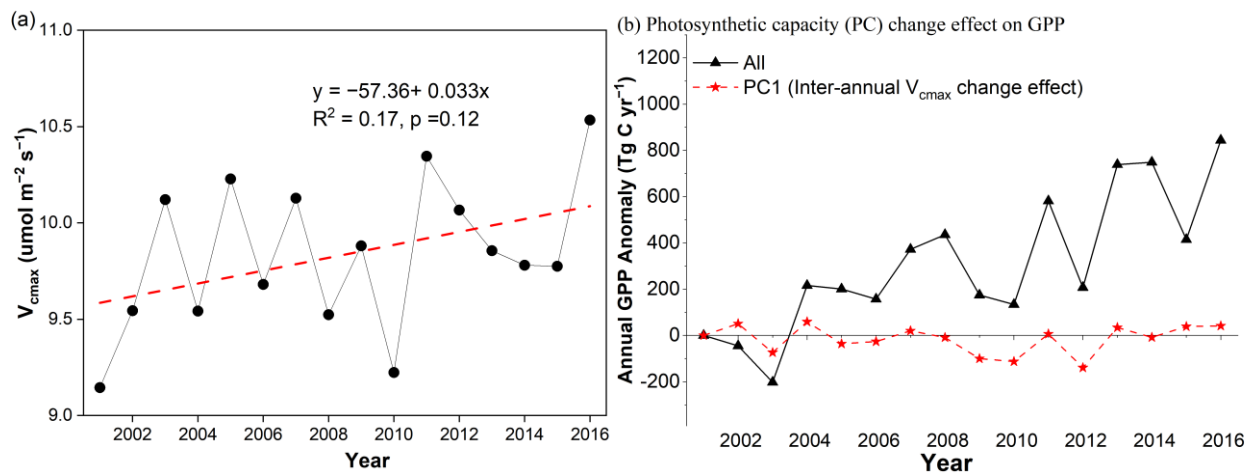 (a)
11.0
10.5
10.0
9.5
9.0
Vcmax (umol m−2 s−1)
y = −57.36+ 0.033x
R2 = 0.17, p =0.12
2002 2004 2006 2008 2010 2012 2014 2016
Year
(b) Photosynthetic capacity (PC) change effect on GPP
1200
1000
800
600
400
200
0
-200
Annual GPP Anomaly (Tg C yr−1)
All
PC1 (Inter-annual Vcmax change effect)
2002 2004 2006 2008 2010 2012 2014 2016
Year